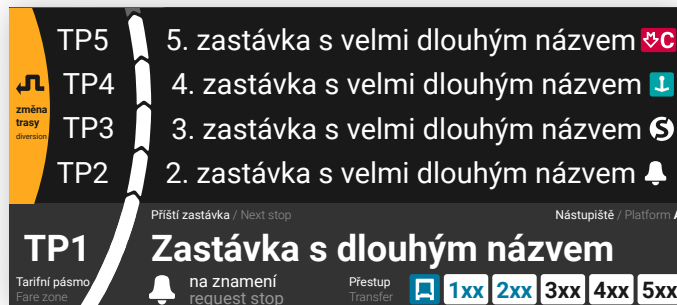 TP5 5. zastávka s velmi dlouhým názvem C
TP4 4. zastávka s velmi dlouhým názvem
změna
trasy
diversion
TP3 3. zastávka s velmi dlouhým názvem S
TP2 2. zastávka s velmi dlouhým názvem
Příští zastávka / Next stop Nástupiště / Platform A
TP1 Zastávka s dlouhým názvem
Tarifní pásmo na znamení Přestup 1xx 2xx 3xx 4xx 5xx
Fare zone request stop Transfer